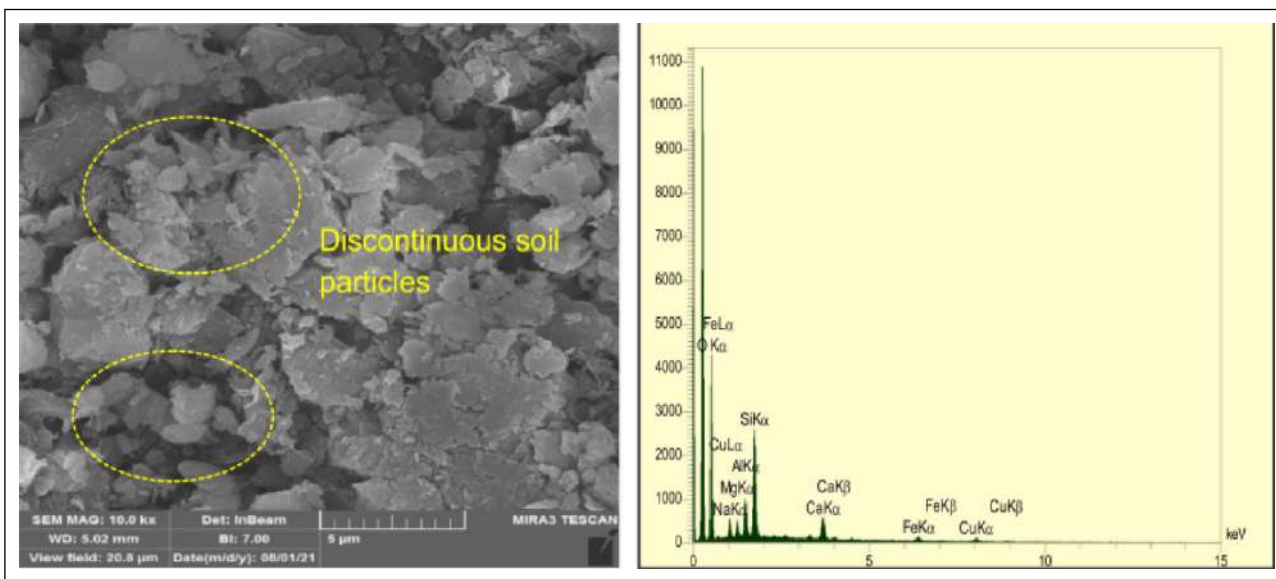 Discontinuous soil
particles
SEM MAG: 10.0 kx Det: InBeam MIRA3 TESCAN
WD: 5.02 mm BI: 7.00 5 µm
View field: 20.8 µm Date(m/d/y): 08/01/21
11000
10000
9000
8000
7000
6000
5000
4000
3000
2000
1000
0
FeLα
O Kα
CuLα
SiKα
AlKα
MgKα
NaKα
CaKβ
CaKα
FeKβ
FeKα
CuKβ
CuKα
keV
0 5 10 15